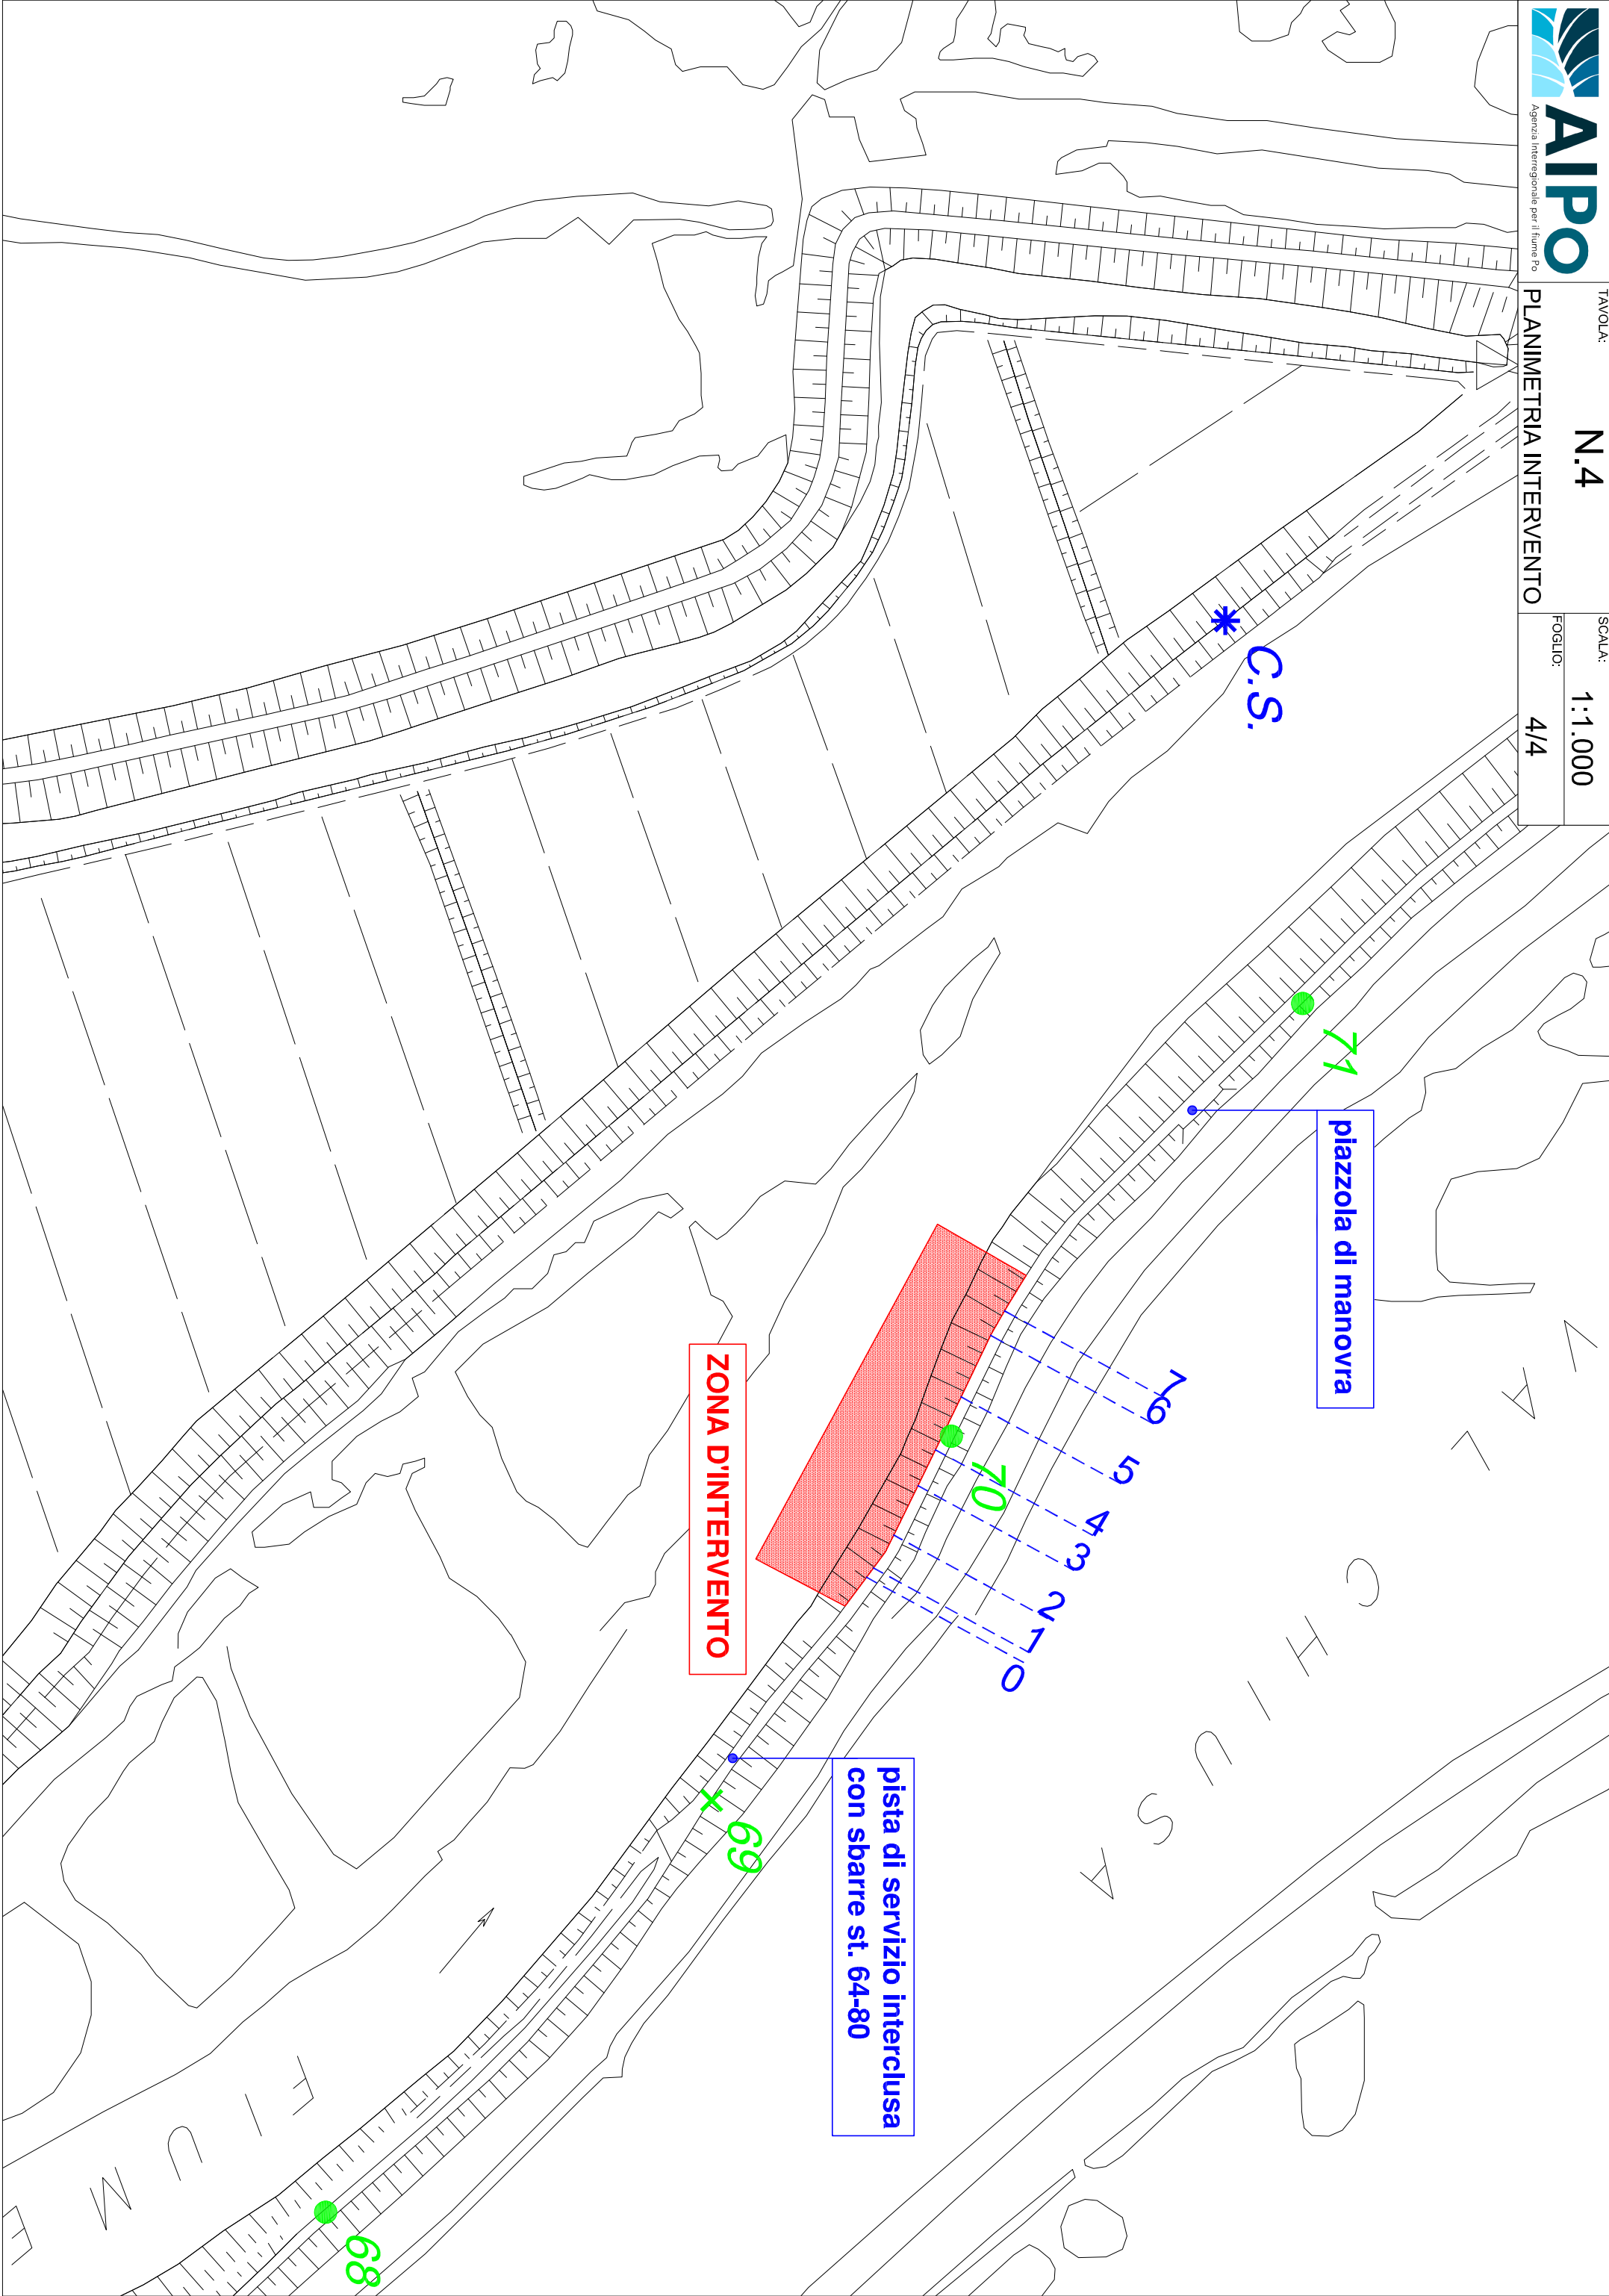 AIPO
Agenzia Interregionale per il fiume Po
TAVOLA:
N.4
SCALA:
1:1.000
PLANIMETRIA INTERVENTO
FOGLIO:
4/4
C.S.
71
piazzola di manovra
7
6
5
70
4
3
2
1
0
ZONA D'INTERVENTO
pista di servizio interclusa
con sbarre st. 64-80
69
68
CHIUSA
FIUME